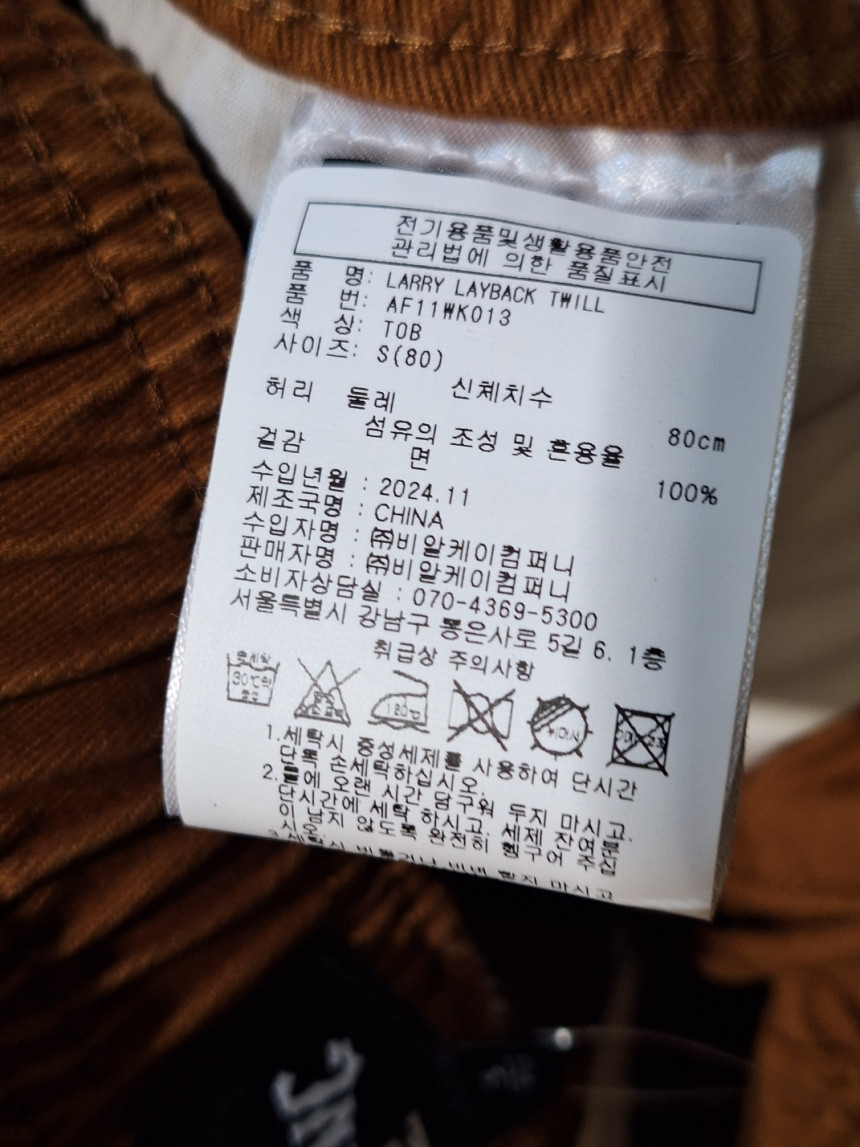 전기용품및생활용품안전
관리법에 의한 품질표시
품 명: LARRY LAYBACK TWILL
품 번: AF11WK013
색 상: TOB
사이즈: S(80)
신체치수
허리 둘레 80cm
섬유의 조성 및 혼용율
겉감 면 100%
수입년월 : 2024.11
제조국명 : CHINA
수입자명 : ㈜비알케이컴퍼니
판매자명 : ㈜비알케이컴퍼니
소비자상담실 : 070-4369-5300
서울특별시 강남구 봉은사로 5길 6. 1층
취급상 주의사항
30℃
180℃
1.세탁시 중성세제를 사용하여 단시간
단독 손세탁하십시오.
2.물에 오랜 시간 담구워 두지 마시고.
단시간에 세탁 하시고. 세제 잔여물
이 남지 않도록 완전히 헹구어 주십
시오.